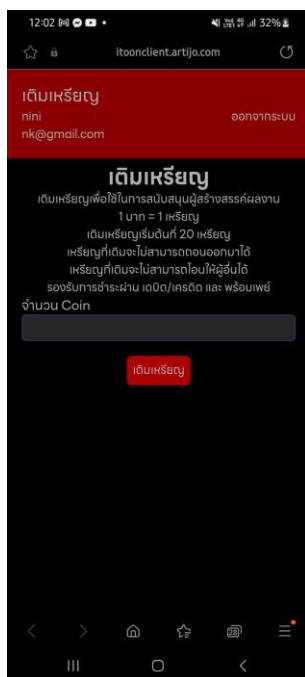 12:02
32%
itoonclient.artijo.com
เติมเหรียญ
nini
ออกจากระบบ
nk@gmail.com
เติมเหรียญ
เติมเหรียญเพื่อใช้ในการสนับสนุนผู้สร้างสรรค์ผลงาน
1 บาท = 1 เหรียญ
เติมเหรียญเริ่มต้นที่ 20 เหรียญ
เหรียญที่เติมจะไม่สามารถถอนออกมาได้
เหรียญที่เติมจะไม่สามารถโอนให้ผู้อื่นได้
รองรับการชำระผ่าน เดบิต/เครดิต และ พร้อมเพย์
จำนวน Coin
เติมเหรียญ
28